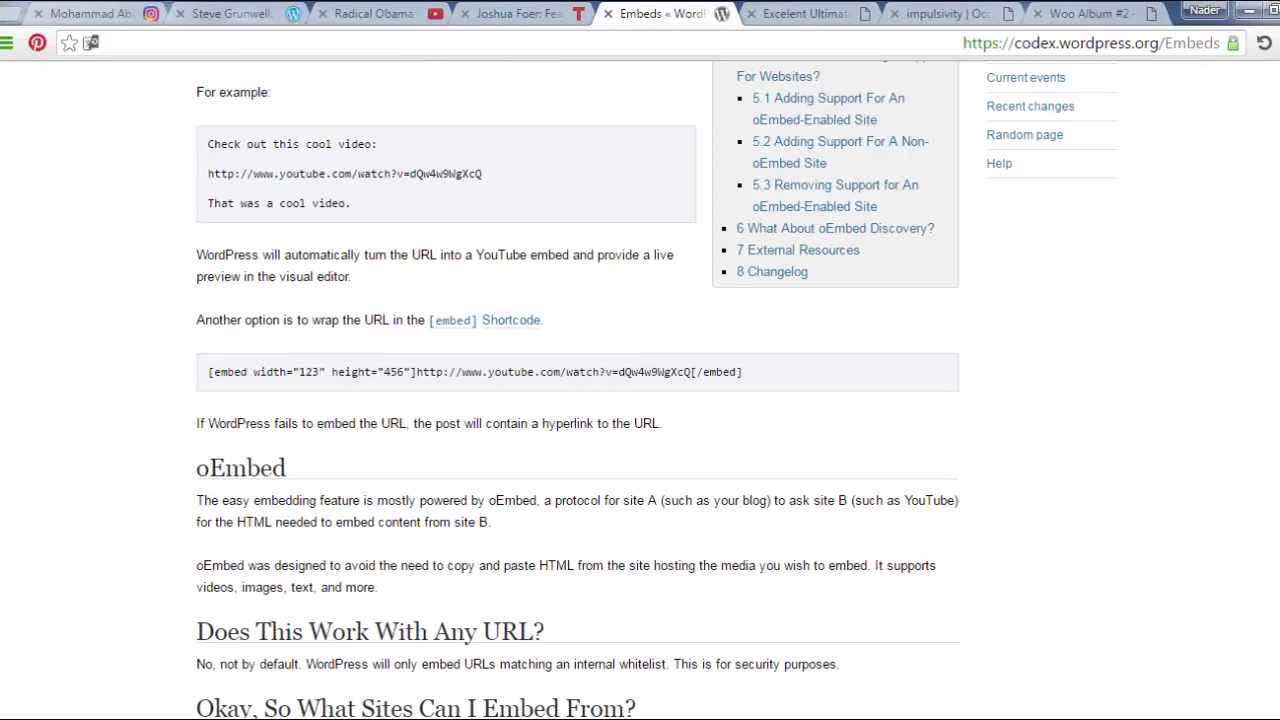 Mohammad Abu
Steve Grunwell:
Radical Obama
Joshua Foer: Fea
Embeds « WordP
Excelent Ultimate
impulsivity | Occ
Woo Album #2 -
Nader
https://codex.wordpress.org/Embeds
For example:
Check out this cool video:
http://www.youtube.com/watch?v=dQw4w9WgXcQ
That was a cool video.
WordPress will automatically turn the URL into a YouTube embed and provide a live
preview in the visual editor.
Another option is to wrap the URL in the [embed] Shortcode.
[embed width="123" height="456"]http://www.youtube.com/watch?v=dQw4w9WgXcQ[/embed]
If WordPress fails to embed the URL, the post will contain a hyperlink to the URL.
oEmbed
The easy embedding feature is mostly powered by oEmbed, a protocol for site A (such as your blog) to ask site B (such as YouTube)
for the HTML needed to embed content from site B.
oEmbed was designed to avoid the need to copy and paste HTML from the site hosting the media you wish to embed. It supports
videos, images, text, and more.
Does This Work With Any URL?
No, not by default. WordPress will only embed URLs matching an internal whitelist. This is for security purposes.
Okay, So What Sites Can I Embed From?
For Websites?
5.1 Adding Support For An
oEmbed-Enabled Site
5.2 Adding Support For A Non-
oEmbed Site
5.3 Removing Support for An
oEmbed-Enabled Site
6 What About oEmbed Discovery?
7 External Resources
8 Changelog
Current events
Recent changes
Random page
Help